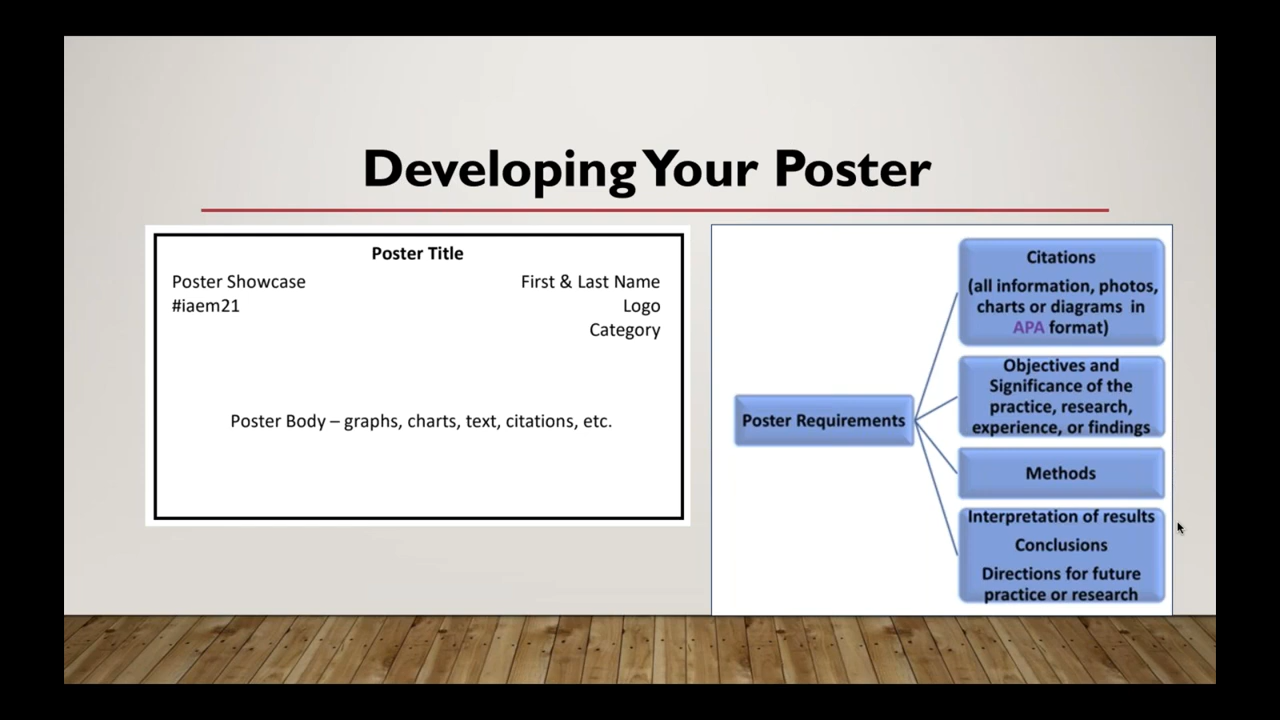 Developing Your Poster
Poster Title
Poster Showcase
#iaem21
First & Last Name
Logo
Category
Poster Body – graphs, charts, text, citations, etc.
Poster Requirements
Citations
(all information, photos,
charts or diagrams in
APA format)
Objectives and
Significance of the
practice, research,
experience, or findings
Methods
Interpretation of results
Conclusions
Directions for future
practice or research